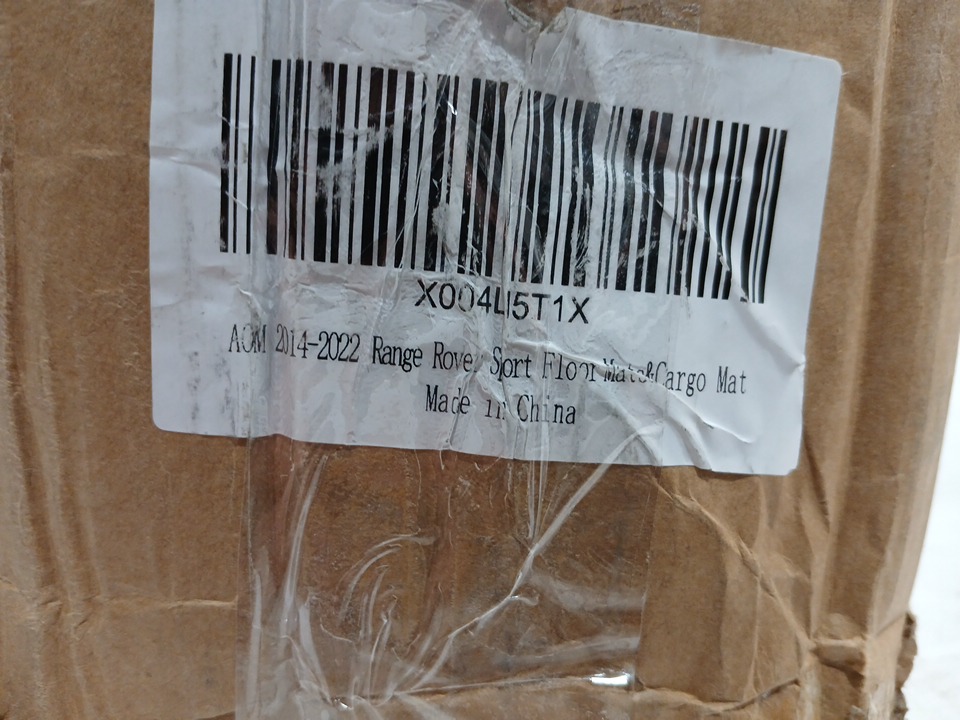 X004LI5T1X
AOM 2014-2022 Range Rover Sport Floor Mats&Cargo Mat
Made in China